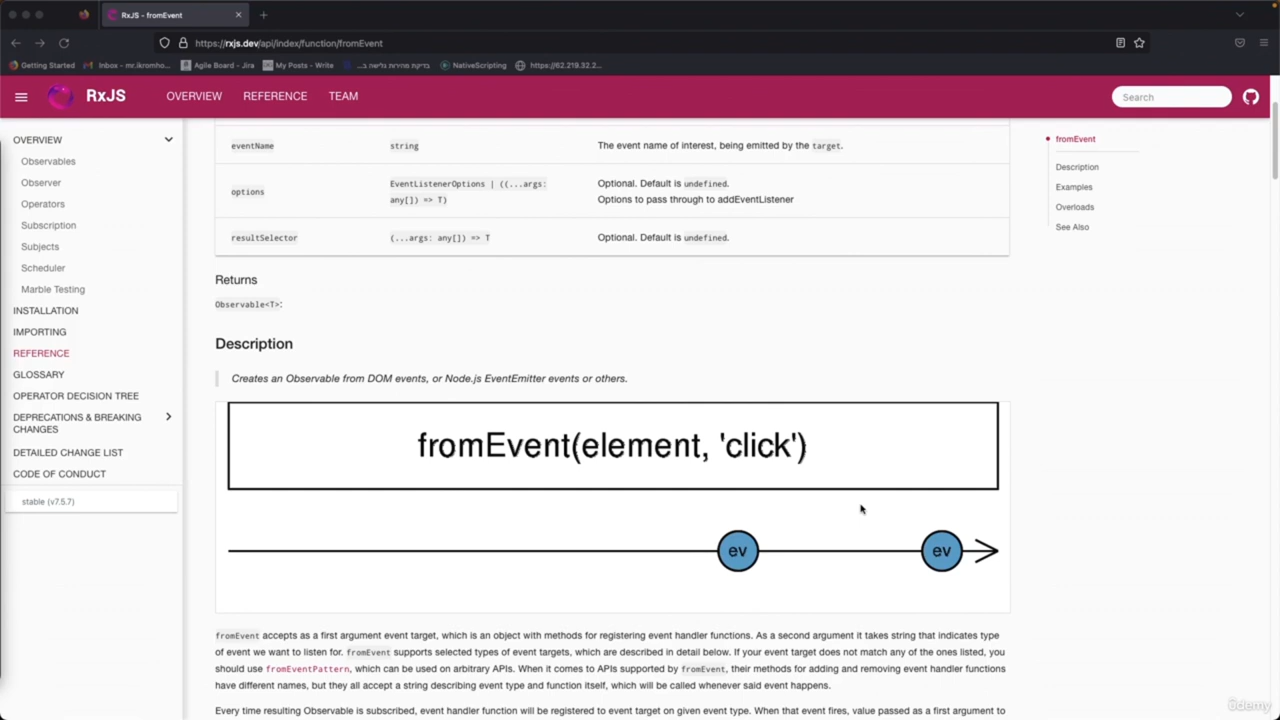 RxJS - fromEvent
https://rxjs.dev/api/index/function/fromEvent
Getting Started
Inbox - mr.ikromho...
Agile Board - Jira
My Posts - Write
NativeScripting
https://62.219.32.2...
RxJS
OVERVIEW REFERENCE TEAM
Search
OVERVIEW
Observables
Observer
Operators
Subscription
Subjects
Scheduler
Marble Testing
INSTALLATION
IMPORTING
REFERENCE
GLOSSARY
OPERATOR DECISION TREE
DEPRECATIONS & BREAKING
CHANGES
DETAILED CHANGE LIST
CODE OF CONDUCT
stable (v7.5.7)
eventName string The event name of interest, being emitted by the target.
options EventListenerOptions | ((...args: any[]) => T) Optional. Default is undefined.
Options to pass through to addEventListener
resultSelector (...args: any[]) => T Optional. Default is undefined.
Returns
Observable<T>:
Description
Creates an Observable from DOM events, or Node.js EventEmitter events or others.
fromEvent(element, 'click')
ev ev
fromEvent accepts as a first argument event target, which is an object with methods for registering event handler functions. As a second argument it takes string that indicates type
of event we want to listen for. fromEvent supports selected types of event targets, which are described in detail below. If your event target does not match any of the ones listed, you
should use fromEventPattern, which can be used on arbitrary APIs. When it comes to APIs supported by fromEvent, their methods for adding and removing event handler functions
have different names, but they all accept a string describing event type and function itself, which will be called whenever said event happens.
Every time resulting Observable is subscribed, event handler function will be registered to event target on given event type. When that event fires, value passed as a first argument to
fromEvent
Description
Examples
Overloads
See Also
ûdemy